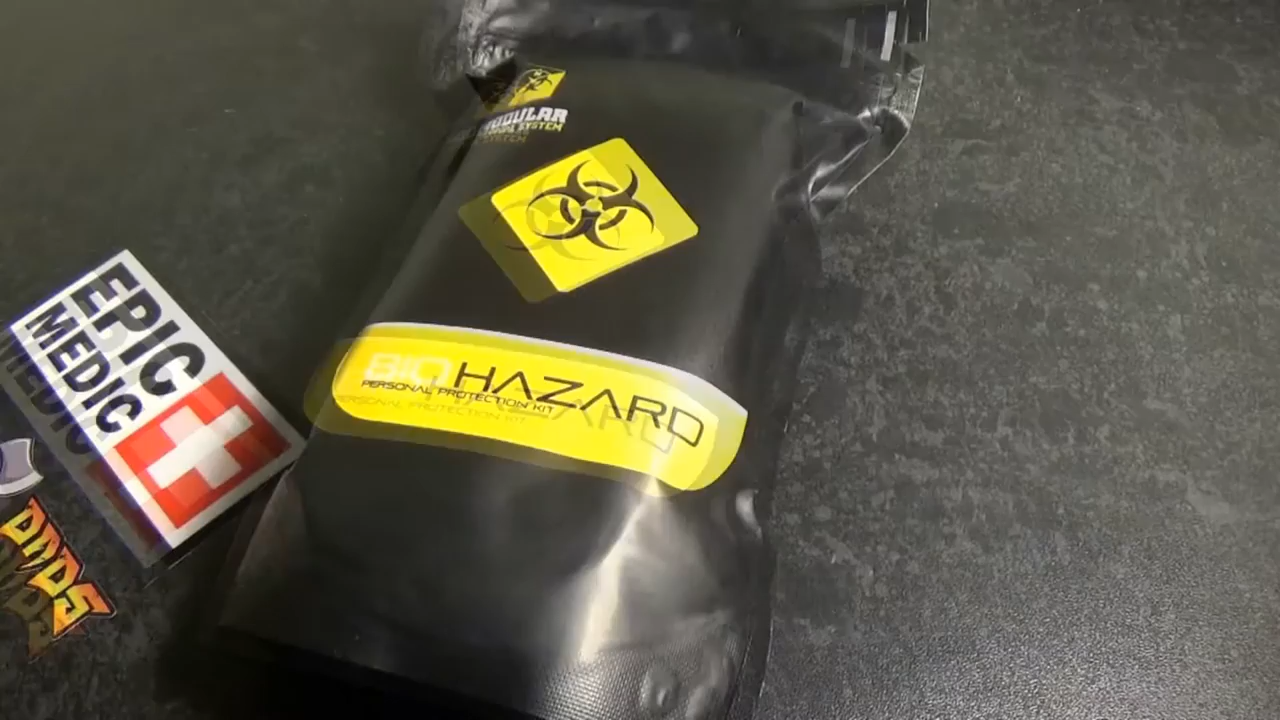 MODULAR
SYSTEM
BIOHAZARD
PERSONAL PROTECTION KIT
EPIC
MEDIC